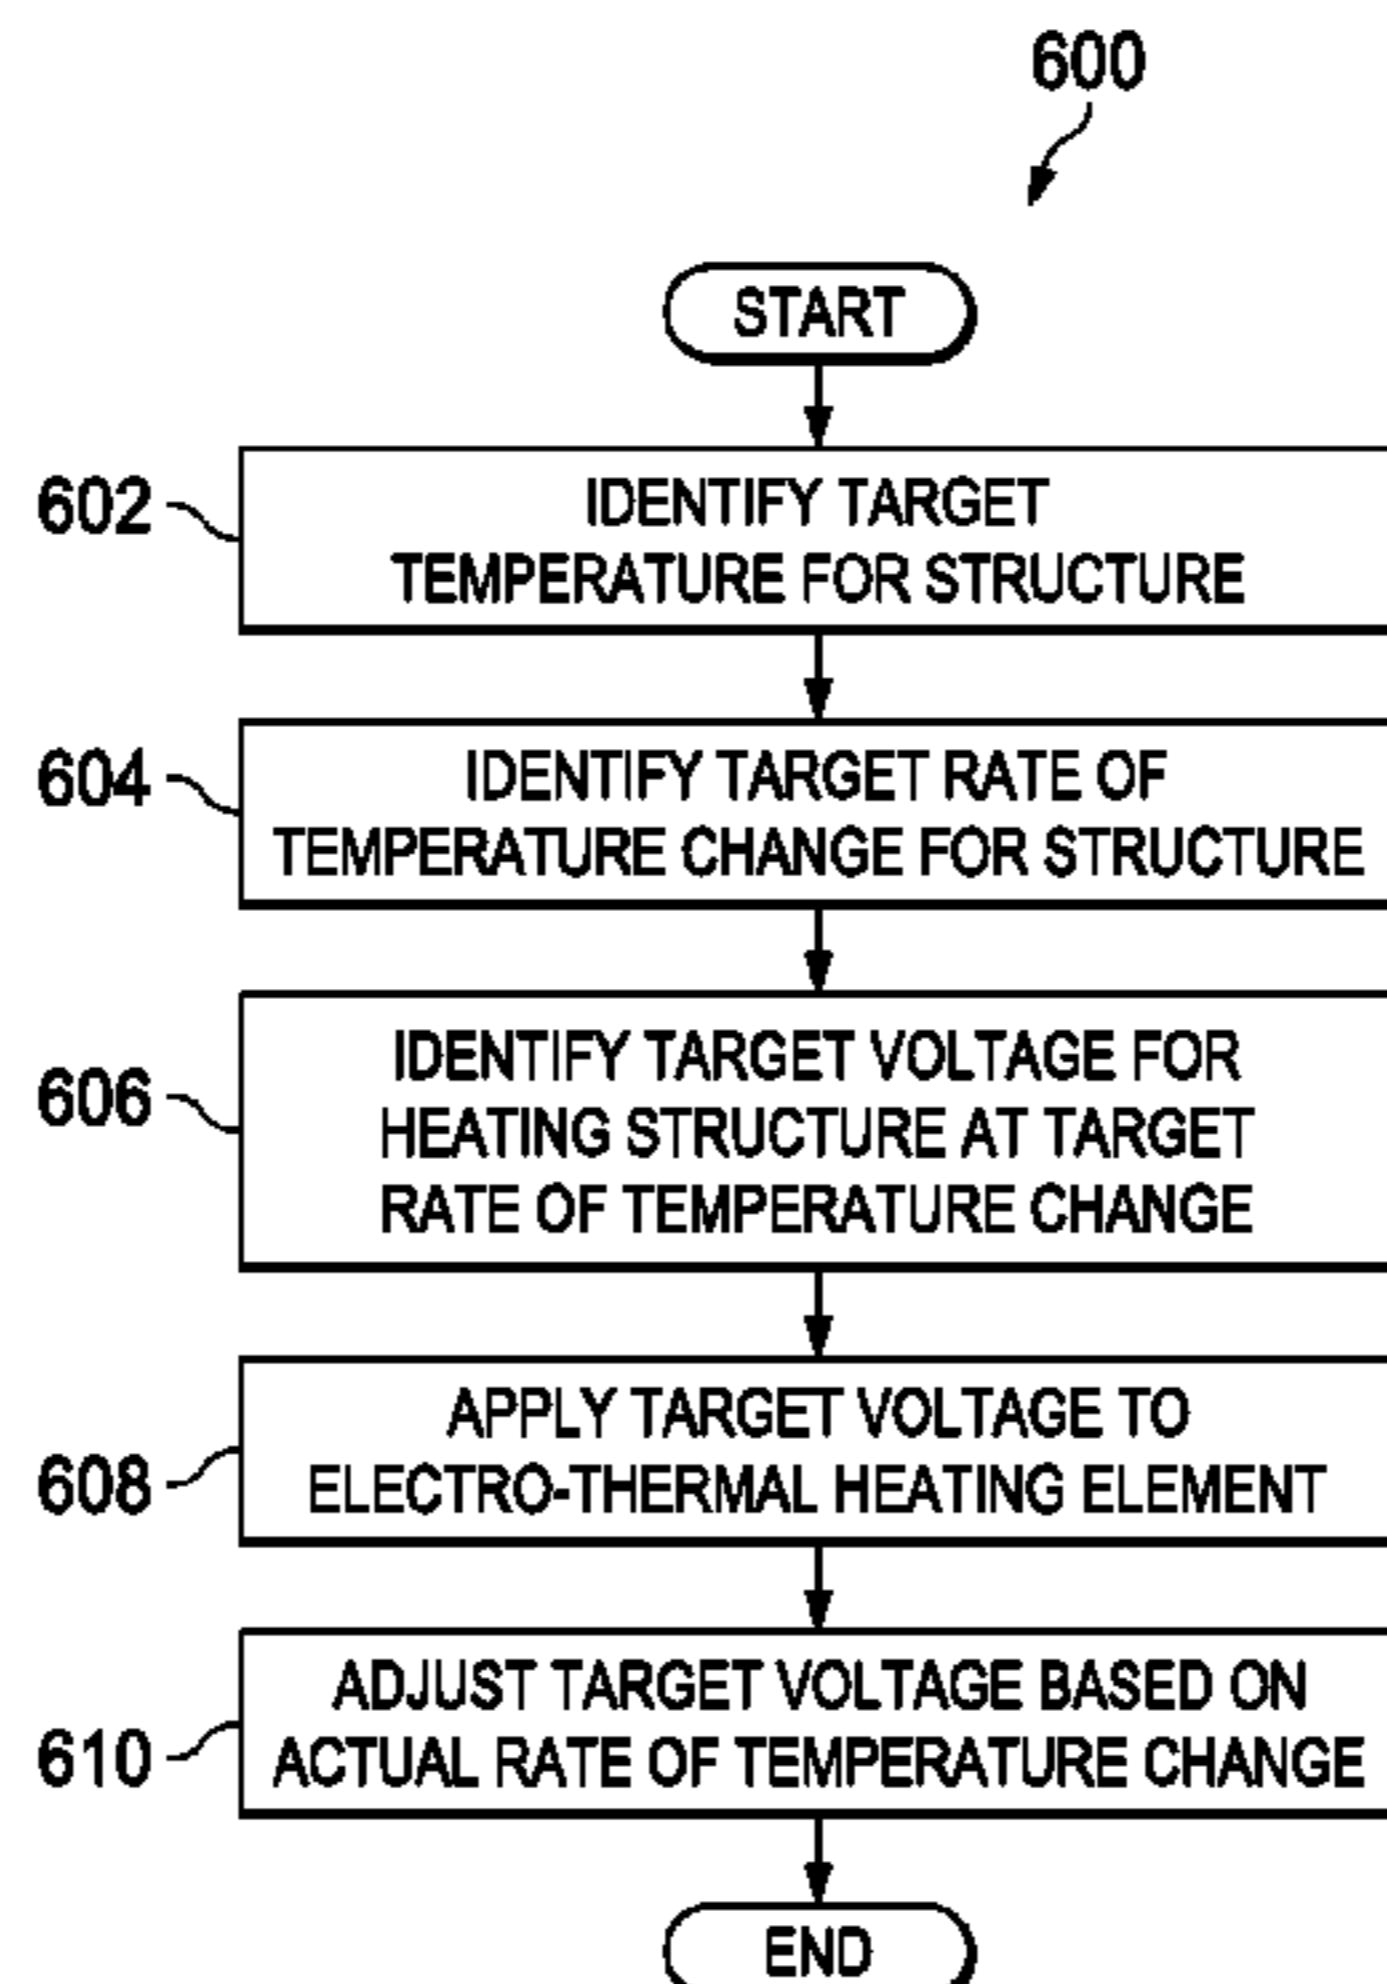 600
START
602
IDENTIFY TARGET
TEMPERATURE FOR STRUCTURE
604
IDENTIFY TARGET RATE OF
TEMPERATURE CHANGE FOR STRUCTURE
606
IDENTIFY TARGET VOLTAGE FOR
HEATING STRUCTURE AT TARGET
RATE OF TEMPERATURE CHANGE
608
APPLY TARGET VOLTAGE TO
ELECTRO-THERMAL HEATING ELEMENT
610
ADJUST TARGET VOLTAGE BASED ON
ACTUAL RATE OF TEMPERATURE CHANGE
END